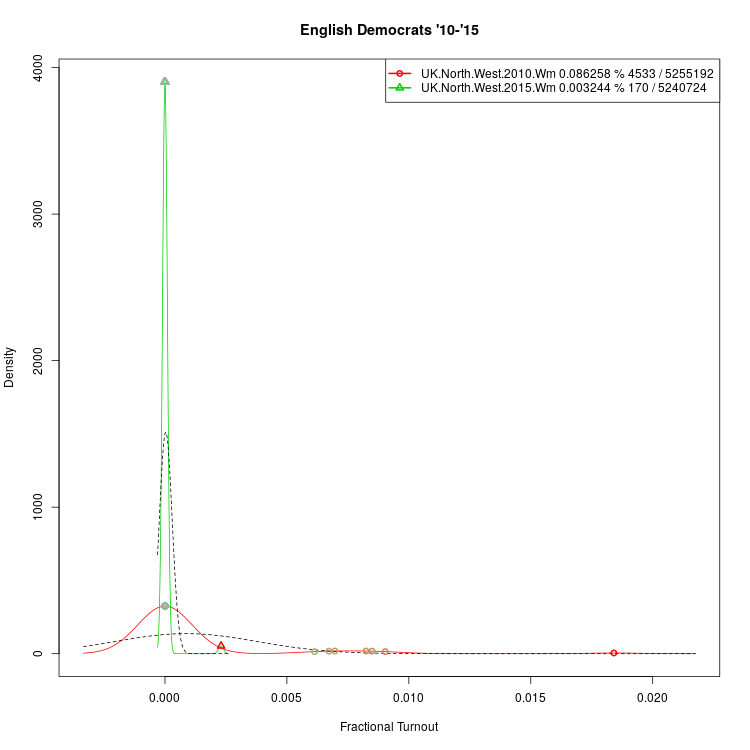 English Democrats '10-'15
UK.North.West.2010.Wm 0.086258 % 4533 / 5255192
UK.North.West.2015.Wm 0.003244 % 170 / 5240724
Density
4000
3000
2000
1000
0
0.000 0.005 0.010 0.015 0.020
Fractional Turnout